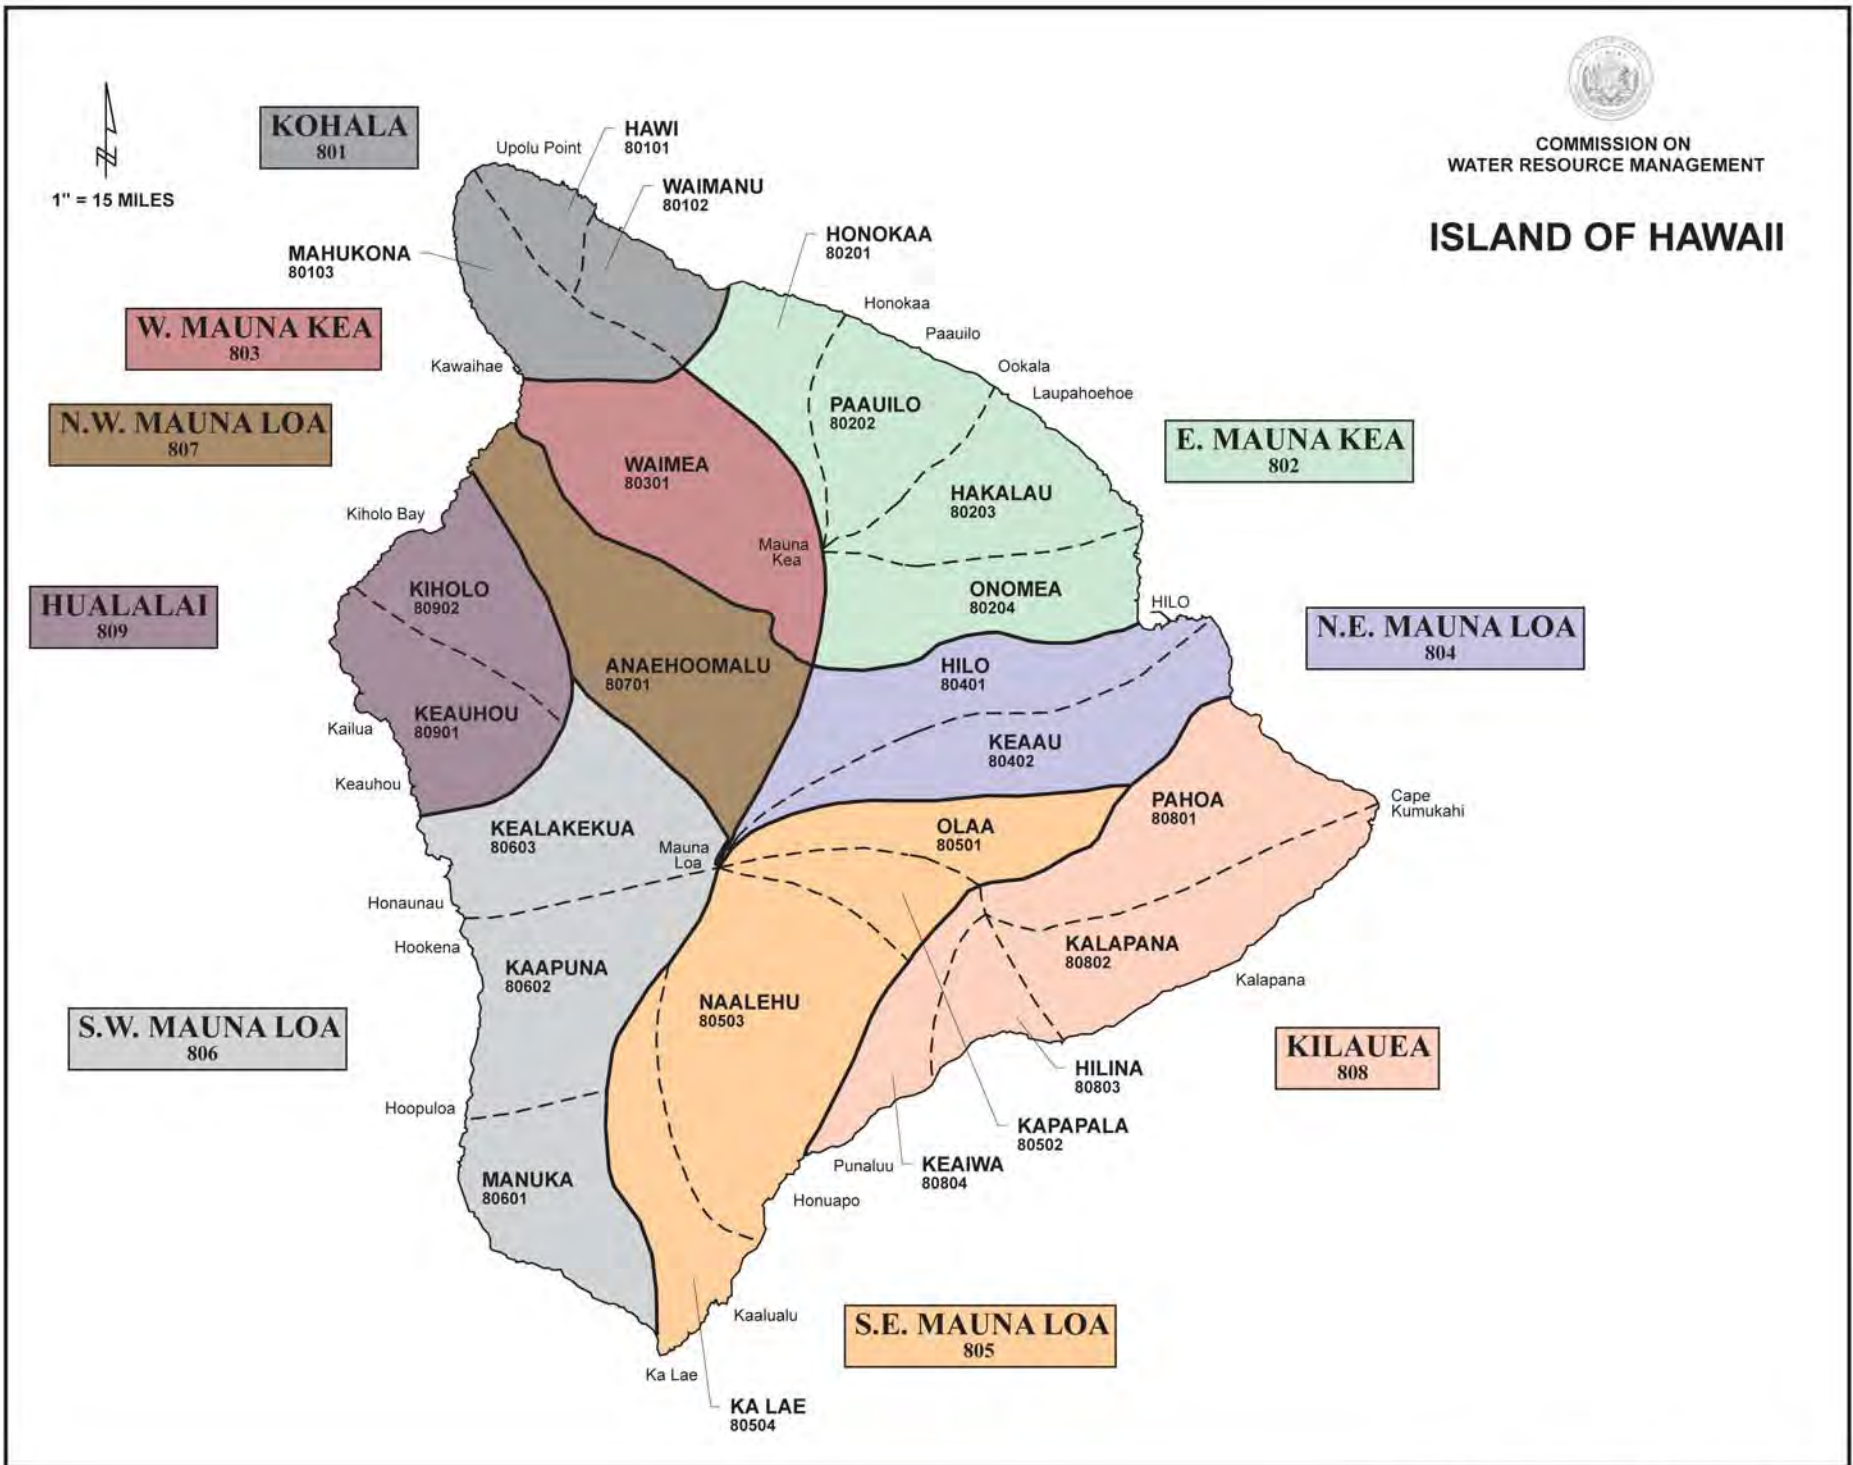 COMMISSION ON
WATER RESOURCE MANAGEMENT
ISLAND OF HAWAII
1" = 15 MILES
KOHALA
801
Upolu Point
HAWI
80101
WAIMANU
80102
MAHUKONA
80103
HONOKAA
80201
W. MAUNA KEA
803
Kawaihae
Honokaa
Paauilo
Ookala
Laupahoehoe
N.W. MAUNA LOA
807
PAAUILO
80202
E. MAUNA KEA
802
WAIMEA
80301
HAKALAU
80203
Kiholo Bay
Mauna
Kea
HUALALAI
809
KIHOLO
80902
ONOMEA
80204
HILO
N.E. MAUNA LOA
804
ANAEHOOMALU
80701
HILO
80401
KEAUHOU
80901
Kailua
KEAAU
80402
Keauhou
PAHOA
80801
Cape
Kumukahi
KEALAKEKUA
80603
Mauna
Loa
OLAA
80501
Honaunau
Hookena
KAAPUNA
80602
KALAPANA
80802
Kalapana
NAALEHU
80503
S.W. MAUNA LOA
806
KILAUEA
808
HILINA
80803
Hoopuloa
KAPAPALA
80502
MANUKA
80601
Punaluu
KEAIWA
80804
Honuapo
Kaalualu
S.E. MAUNA LOA
805
Ka Lae
KA LAE
80504